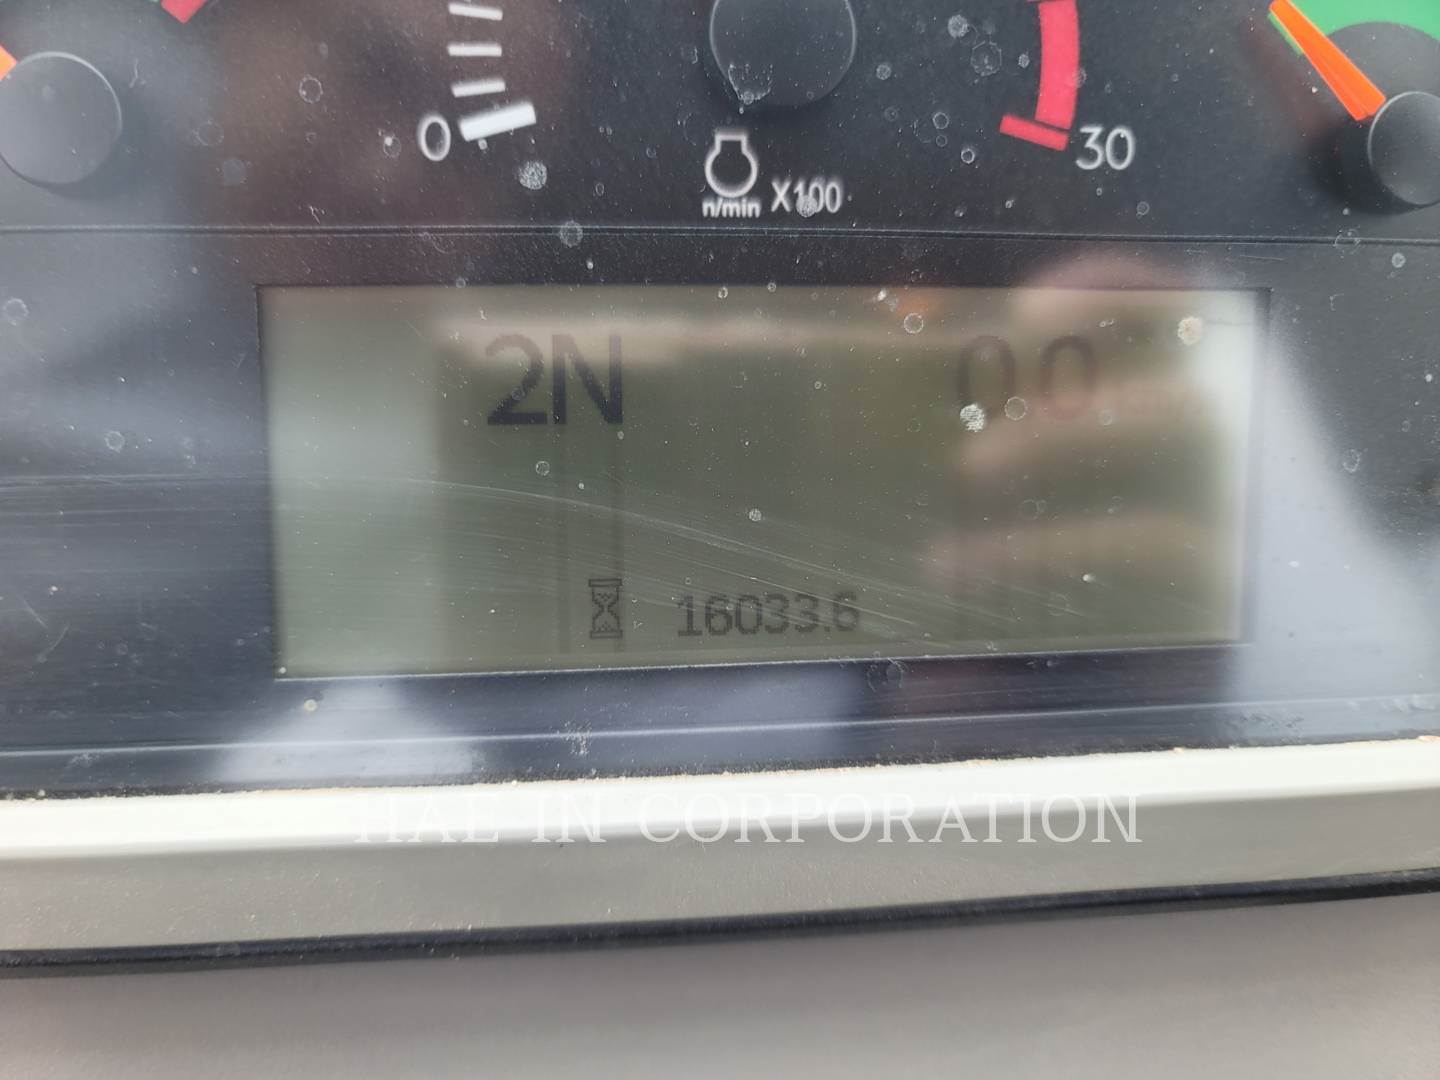 0
30
n/min X100
2N 0.0
16033.6
HAE IN CORPORATION